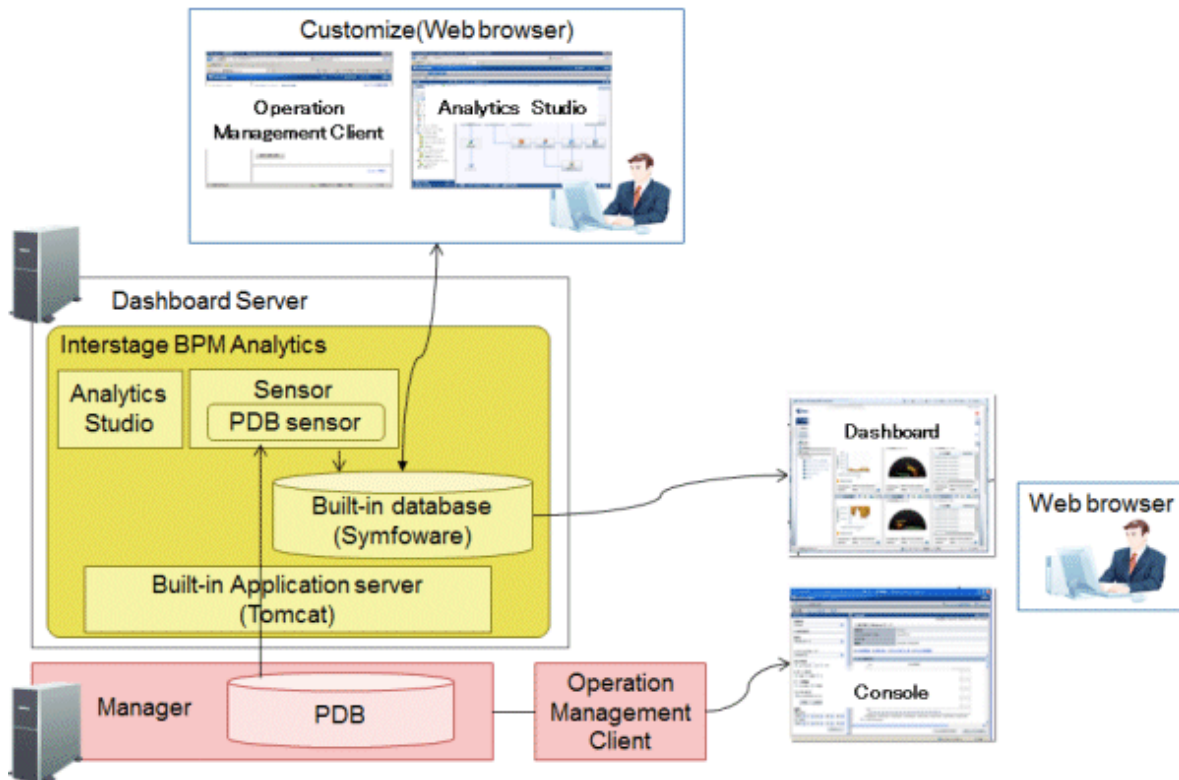 Customize(Web browser)
Operation
Management Client
Analytics Studio
Dashboard Server
Interstage BPM Analytics
Analytics
Studio
Sensor
PDB sensor
Built-in database
(Symfoware)
Built-in Application server
(Tomcat)
Dashboard
Web browser
Console
Manager
PDB
Operation
Management
Client